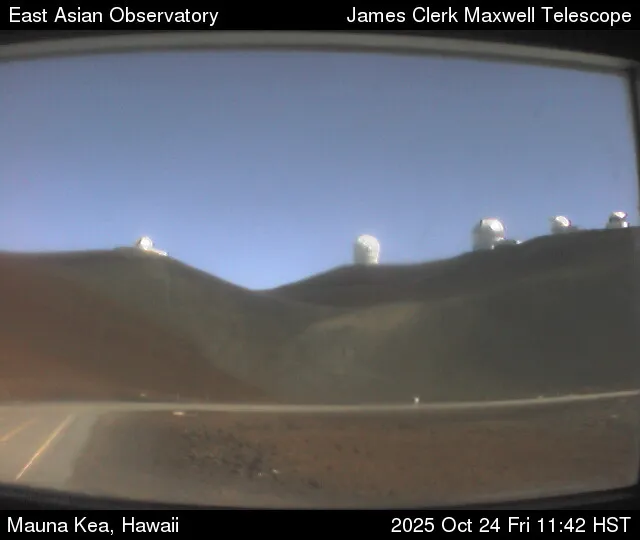 East Asian Observatory
James Clerk Maxwell Telescope
Mauna Kea, Hawaii
2025 Oct 24 Fri 11:42 HST